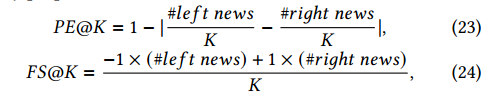 PE@K = 1 − |#left news/K − #right news/K|, (23)
FS@K = −1 × (#left news) + 1 × (#right news)/K, (24)